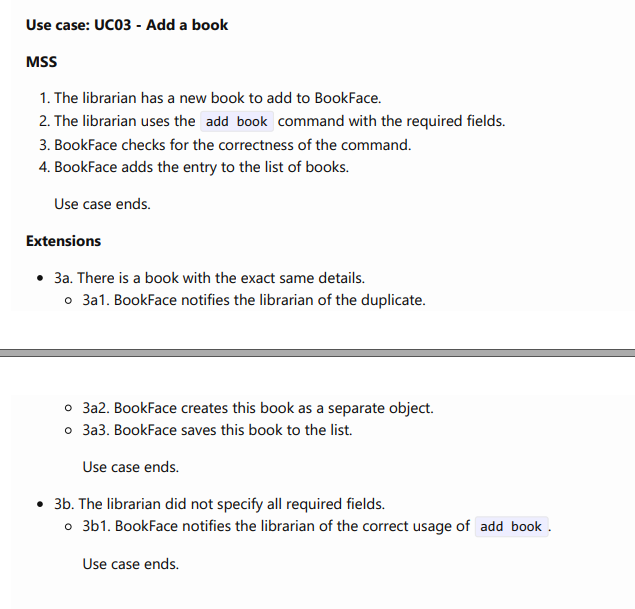 Use case: UC03 - Add a book
MSS
1. The librarian has a new book to add to BookFace.
2. The librarian uses the add book command with the required fields.
3. BookFace checks for the correctness of the command.
4. BookFace adds the entry to the list of books.
Use case ends.
Extensions
• 3a. There is a book with the exact same details.
○ 3a1. BookFace notifies the librarian of the duplicate.
○ 3a2. BookFace creates this book as a separate object.
○ 3a3. BookFace saves this book to the list.
Use case ends.
• 3b. The librarian did not specify all required fields.
○ 3b1. BookFace notifies the librarian of the correct usage of add book.
Use case ends.